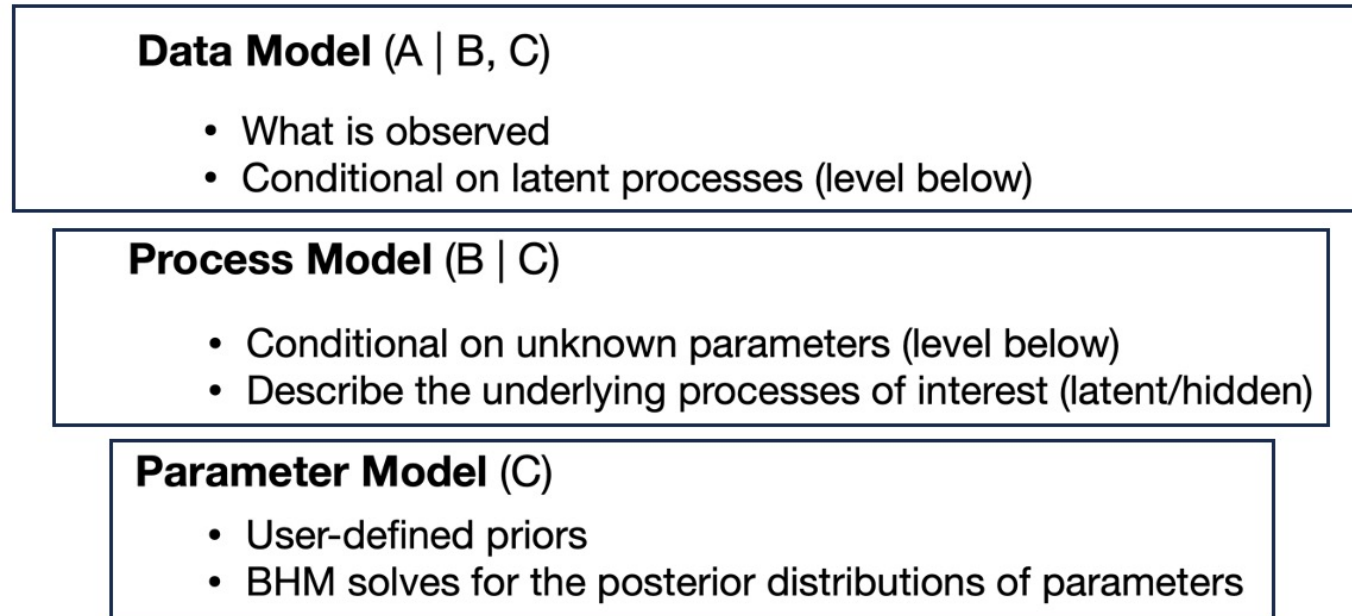 Data Model (A | B, C)
• What is observed
• Conditional on latent processes (level below)
Process Model (B | C)
• Conditional on unknown parameters (level below)
• Describe the underlying processes of interest (latent/hidden)
Parameter Model (C)
• User-defined priors
• BHM solves for the posterior distributions of parameters